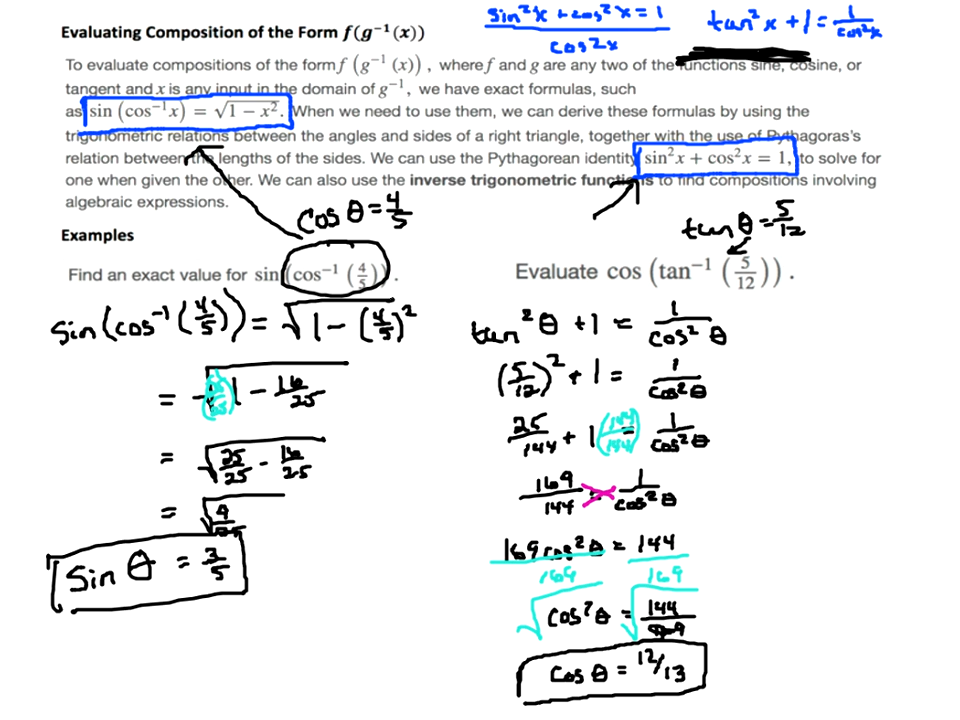 sin²x + cos²x = 1
cos²x
tan²x + 1 = 1/cos²x
Evaluating Composition of the Form f(g⁻¹(x))
To evaluate compositions of the form f (g⁻¹ (x)) , where f and g are any two of the functions sine, cosine, or
tangent and x is any input in the domain of g⁻¹, we have exact formulas, such
as sin (cos⁻¹x) = √(1 − x²). When we need to use them, we can derive these formulas by using the
trigonometric relations between the angles and sides of a right triangle, together with the use of Pythagoras's
relation between the lengths of the sides. We can use the Pythagorean identity sin²x + cos²x = 1, to solve for
one when given the other. We can also use the inverse trigonometric functions to find compositions involving
algebraic expressions.
cos θ = 4/5
tan θ = 5/12
Examples
Find an exact value for sin (cos⁻¹ (4/5)) .
sin(cos⁻¹(4/5)) = √(1 − (4/5)²)
= √(1 − 16/25)
= √(25/25 − 16/25)
= √(9/25)
Sin θ = 3/5
Evaluate cos (tan⁻¹ (5/12)) .
tan²θ + 1 = 1/cos²θ
(5/12)² + 1 = 1/cos²θ
25/144 + 1(144/144) = 1/cos²θ
169/144 = 1/cos²θ
169cos²θ = 144
169 169
√cos²θ = √144/169
cos θ = 12/13